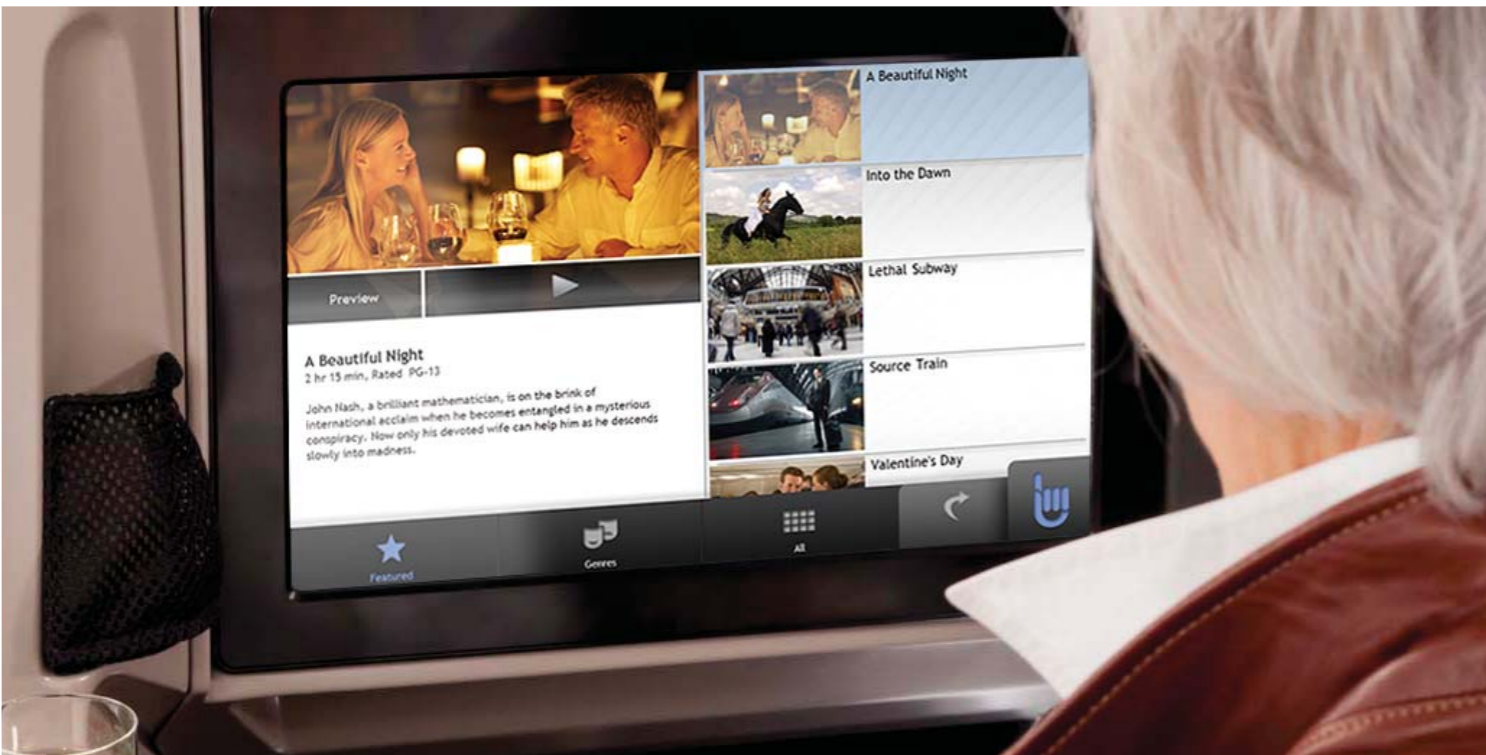 Preview
A Beautiful Night
2 hr 15 min, Rated PG-13
John Nash, a brilliant mathematician, is on the brink of
international acclaim when he becomes entangled in a mysterious
conspiracy. Now only his devoted wife can help him as he descends
slowly into madness.
A Beautiful Night
Into the Dawn
Lethal Subway
Source Train
Valentine's Day
Featured
Genres
All